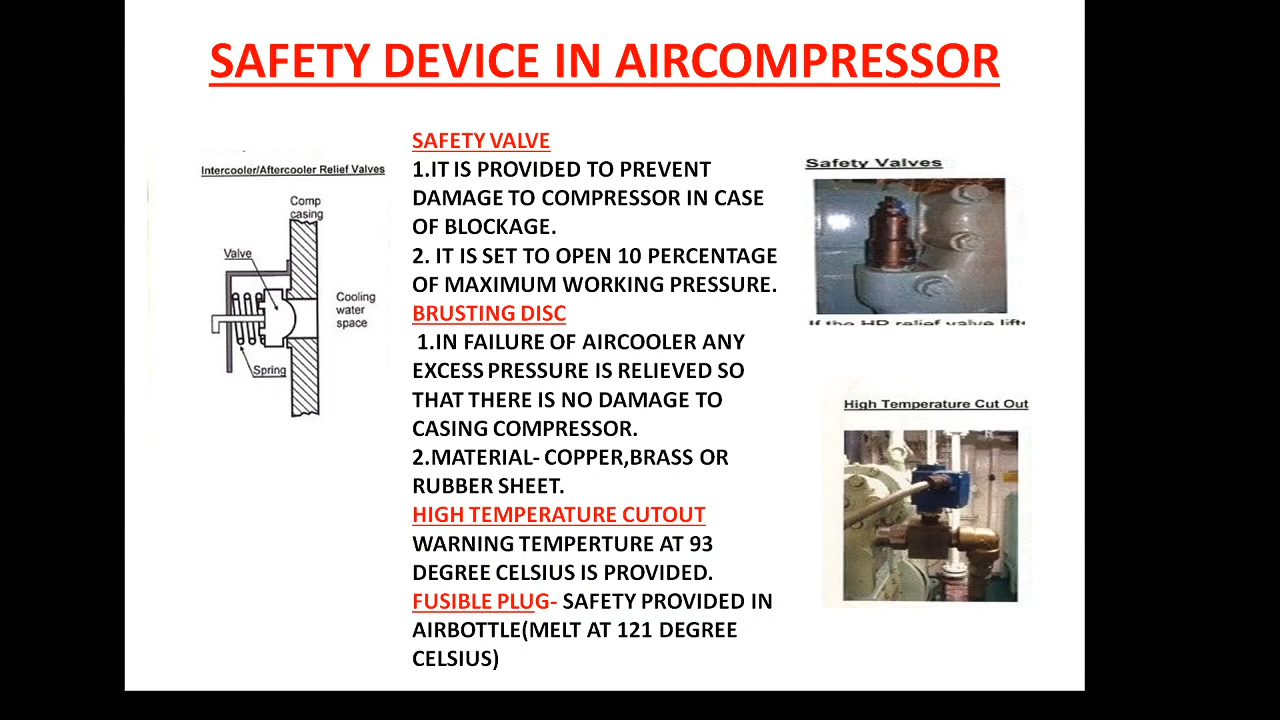 SAFETY DEVICE IN AIRCOMPRESSOR
Intercooler/Aftercooler Relief Valves
Comp
casing
Valve
Cooling
water
space
Spring
SAFETY VALVE
1.IT IS PROVIDED TO PREVENT
DAMAGE TO COMPRESSOR IN CASE
OF BLOCKAGE.
2. IT IS SET TO OPEN 10 PERCENTAGE
OF MAXIMUM WORKING PRESSURE.
BRUSTING DISC
1.IN FAILURE OF AIRCOOLER ANY
EXCESS PRESSURE IS RELIEVED SO
THAT THERE IS NO DAMAGE TO
CASING COMPRESSOR.
2.MATERIAL- COPPER,BRASS OR
RUBBER SHEET.
HIGH TEMPERATURE CUTOUT
WARNING TEMPERTURE AT 93
DEGREE CELSIUS IS PROVIDED.
FUSIBLE PLUG- SAFETY PROVIDED IN
AIRBOTTLE(MELT AT 121 DEGREE
CELSIUS)
Safety Valves
If the HP relief valve lifts
High Temperature Cut Out